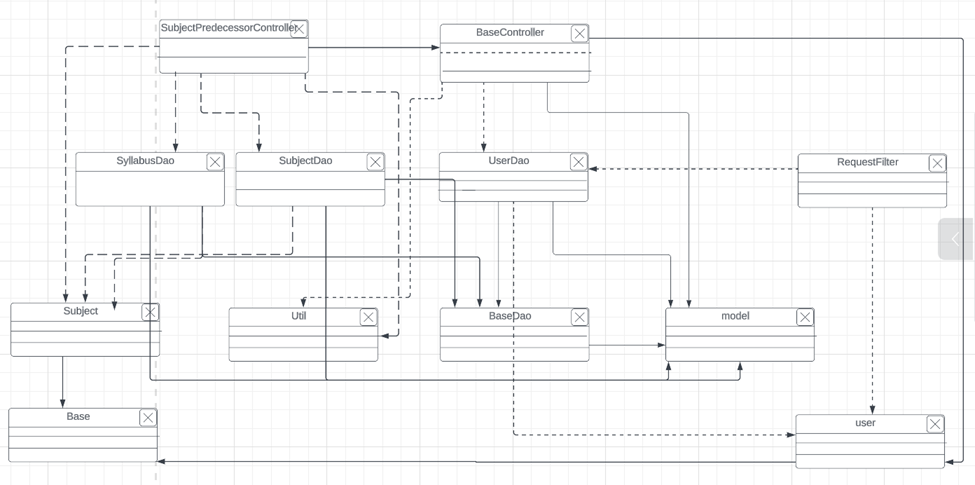 SubjectPredecessorController
BaseController
SyllabusDao
SubjectDao
UserDao
RequestFilter
Subject
Util
BaseDao
model
Base
user